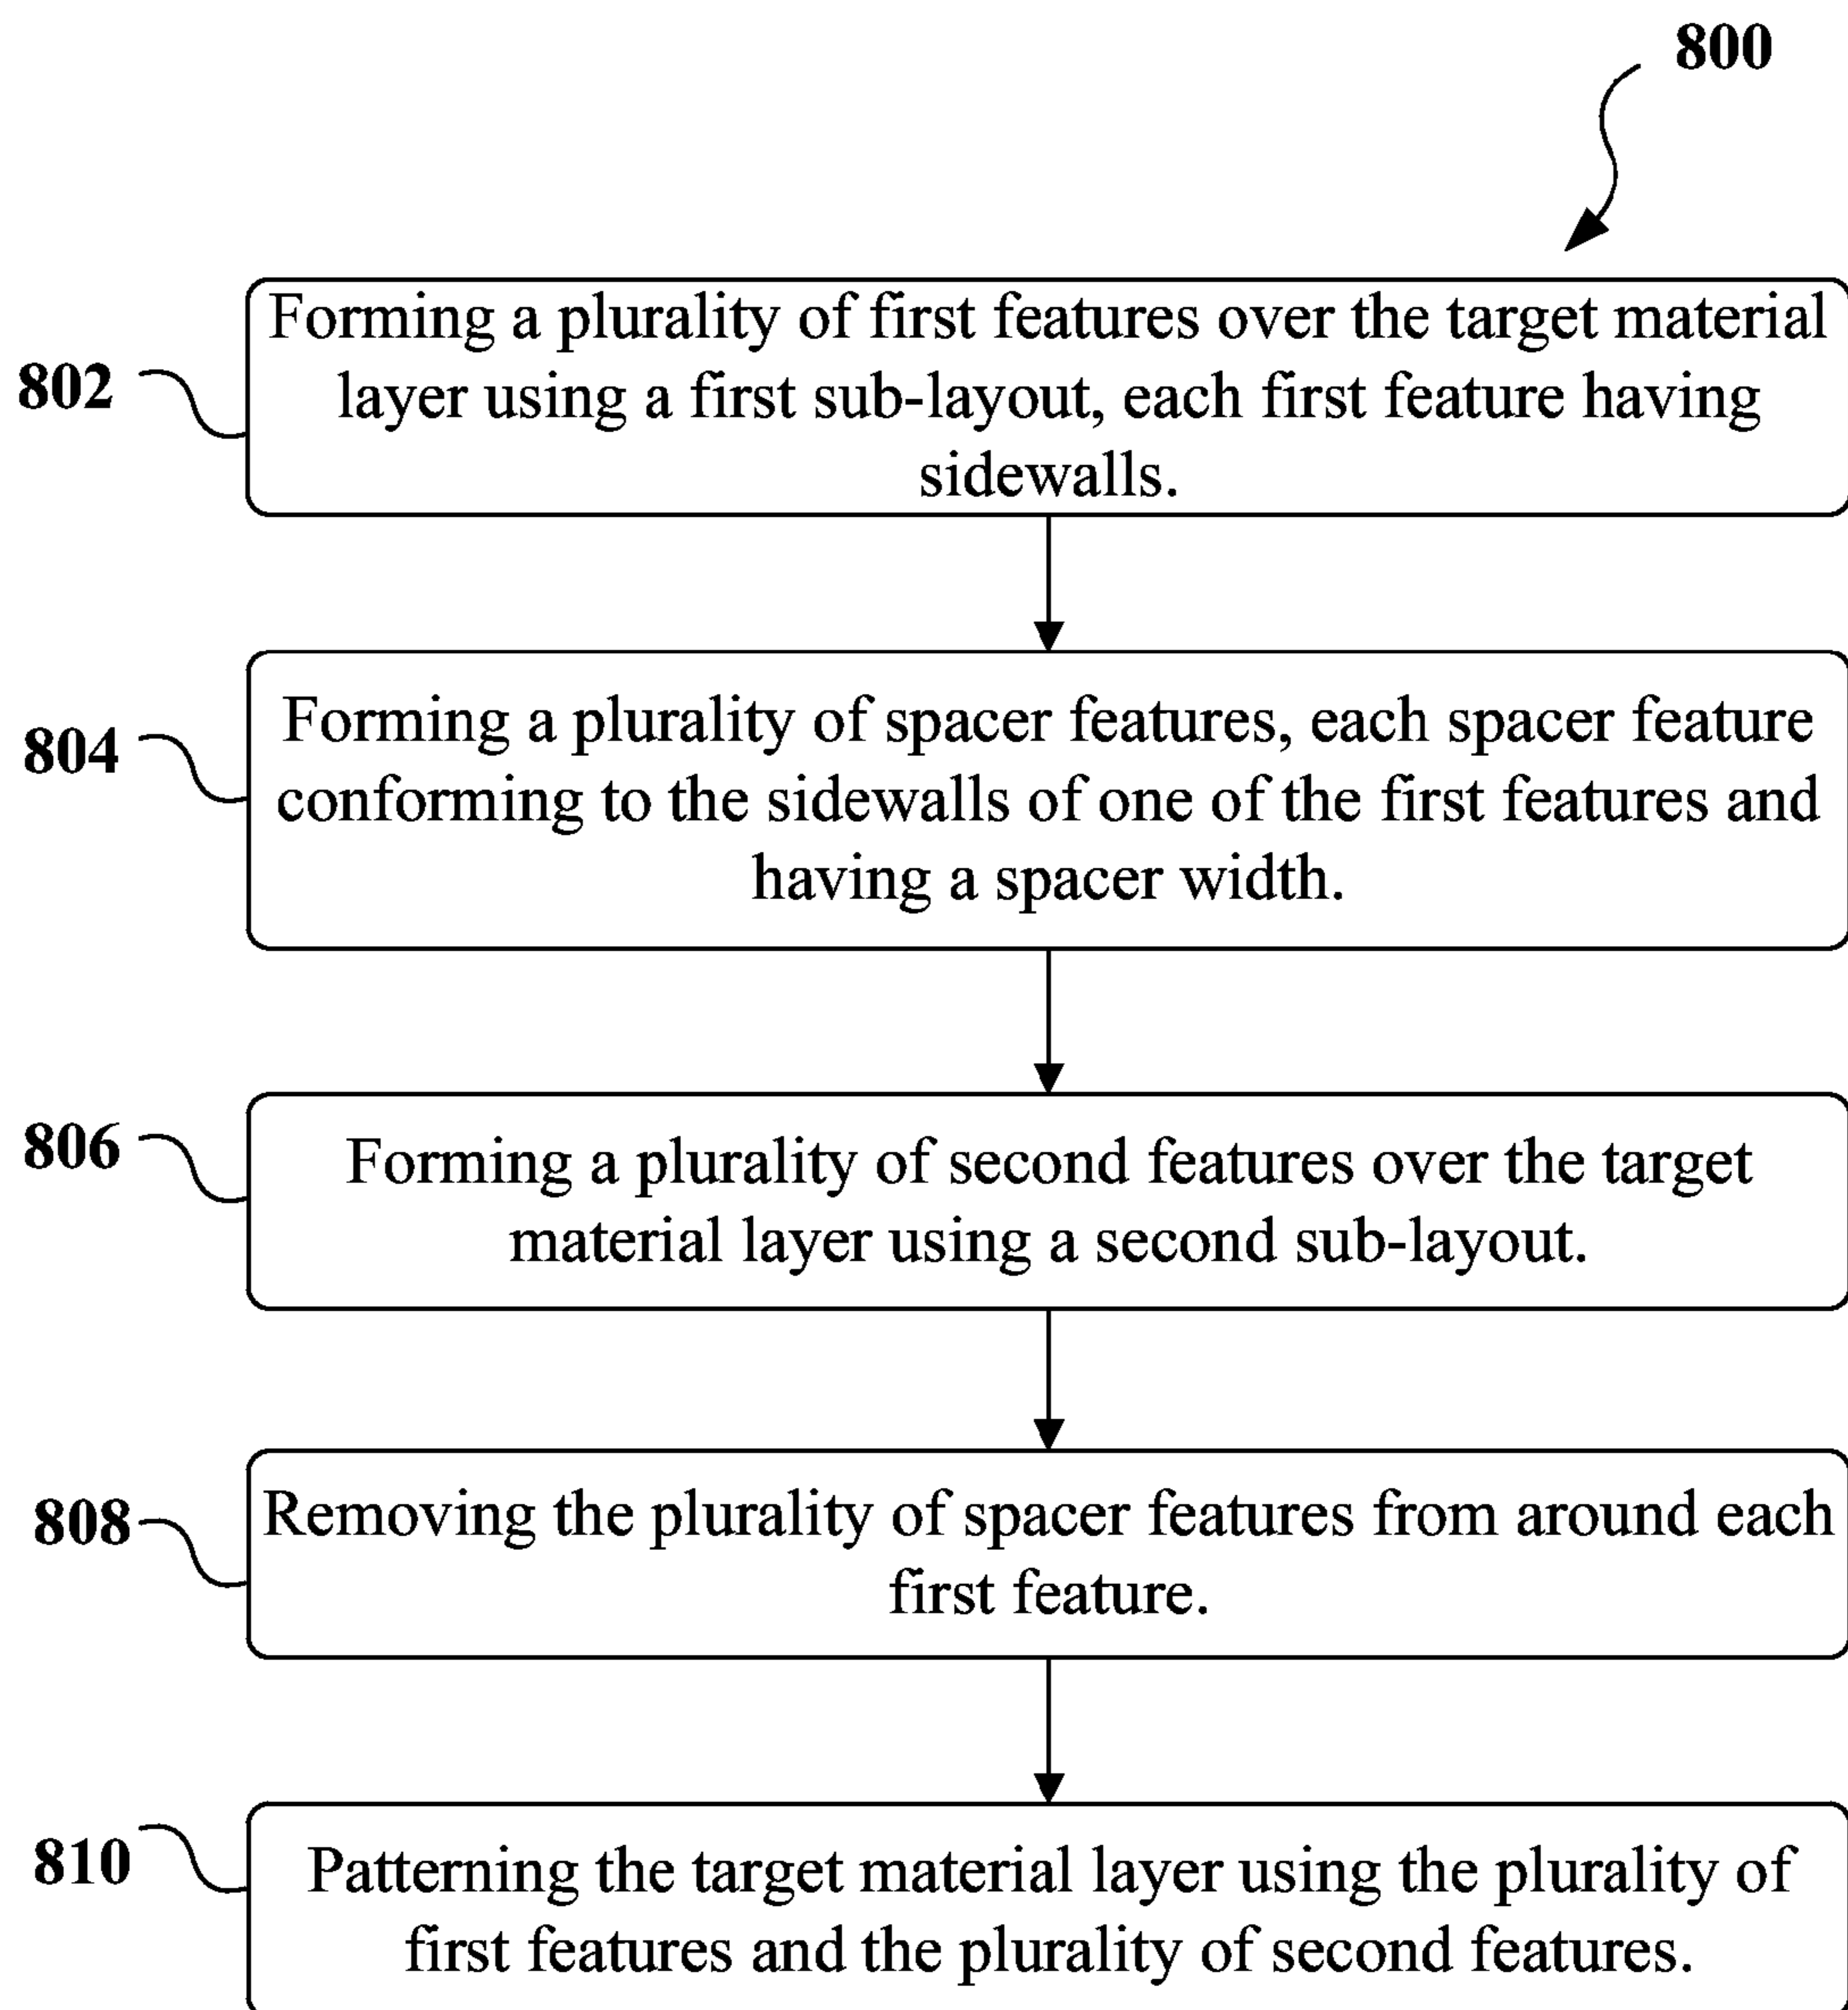 800
802
Forming a plurality of first features over the target material
layer using a first sub-layout, each first feature having
sidewalls.
804
Forming a plurality of spacer features, each spacer feature
conforming to the sidewalls of one of the first features and
having a spacer width.
806
Forming a plurality of second features over the target
material layer using a second sub-layout.
808
Removing the plurality of spacer features from around each
first feature.
810
Patterning the target material layer using the plurality of
first features and the plurality of second features.